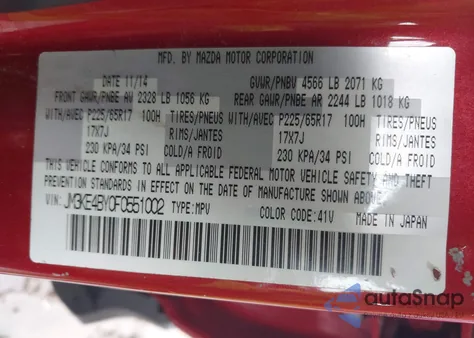 MFD. BY MAZDA MOTOR CORPORATION
DATE 11/14 GVWR/PNBV 4566 LB 2071 KG
FRONT GAWR/PNBE AV 2328 LB 1056 KG REAR GAWR/PNBE AR 2244 LB 1018 KG
WITH/AVEC P225/65R17 100H TIRES/PNEUS WITH/AVEC P225/65R17 100H TIRES/PNEUS
17X7J RIMS/JANTES 17X7J RIMS/JANTES
230 KPA/34 PSI COLD/A FROID 230 KPA/34 PSI COLD/A FROID
THIS VEHICLE CONFORMS TO ALL APPLICABLE FEDERAL MOTOR VEHICLE SAFETY AND THEFT
PREVENTION STANDARDS IN EFFECT ON THE DATE OF MANUFACTURE SHOWN ABOVE.
VIN: JM3KE4BY0F0551002 TYPE:MPV COLOR CODE:41V MADE IN JAPAN
autoSnap